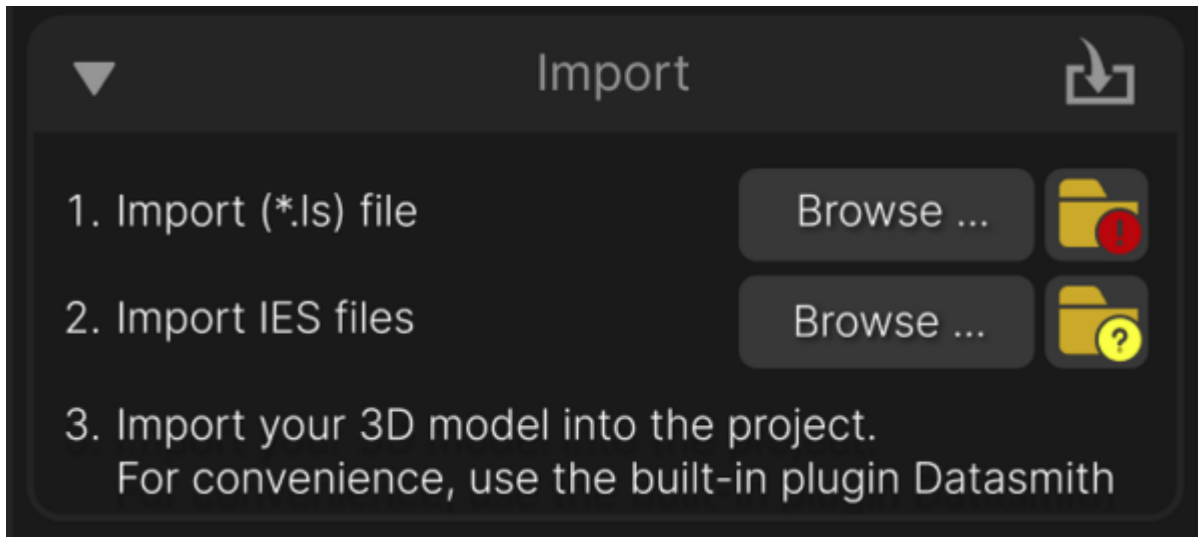 Import
1. Import (*.ls) file
Browse ...
!
2. Import IES files
Browse ...
?
3. Import your 3D model into the project.
For convenience, use the built-in plugin Datasmith